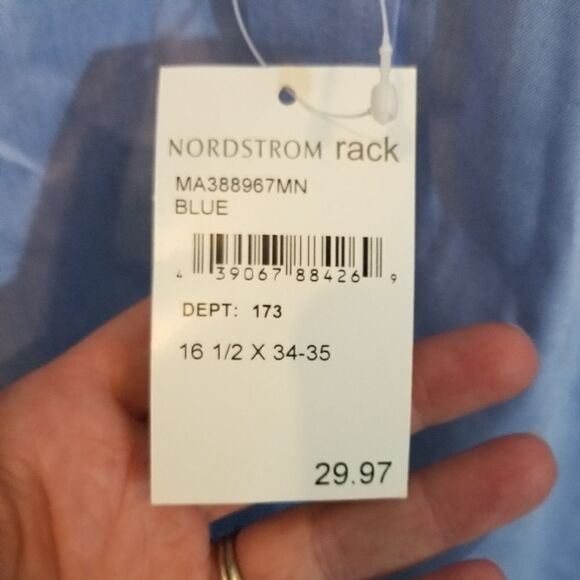 NORDSTROM rack
MA388967MN
BLUE
4 39067 88426 9
DEPT: 173
16 1/2 X 34-35
29.97